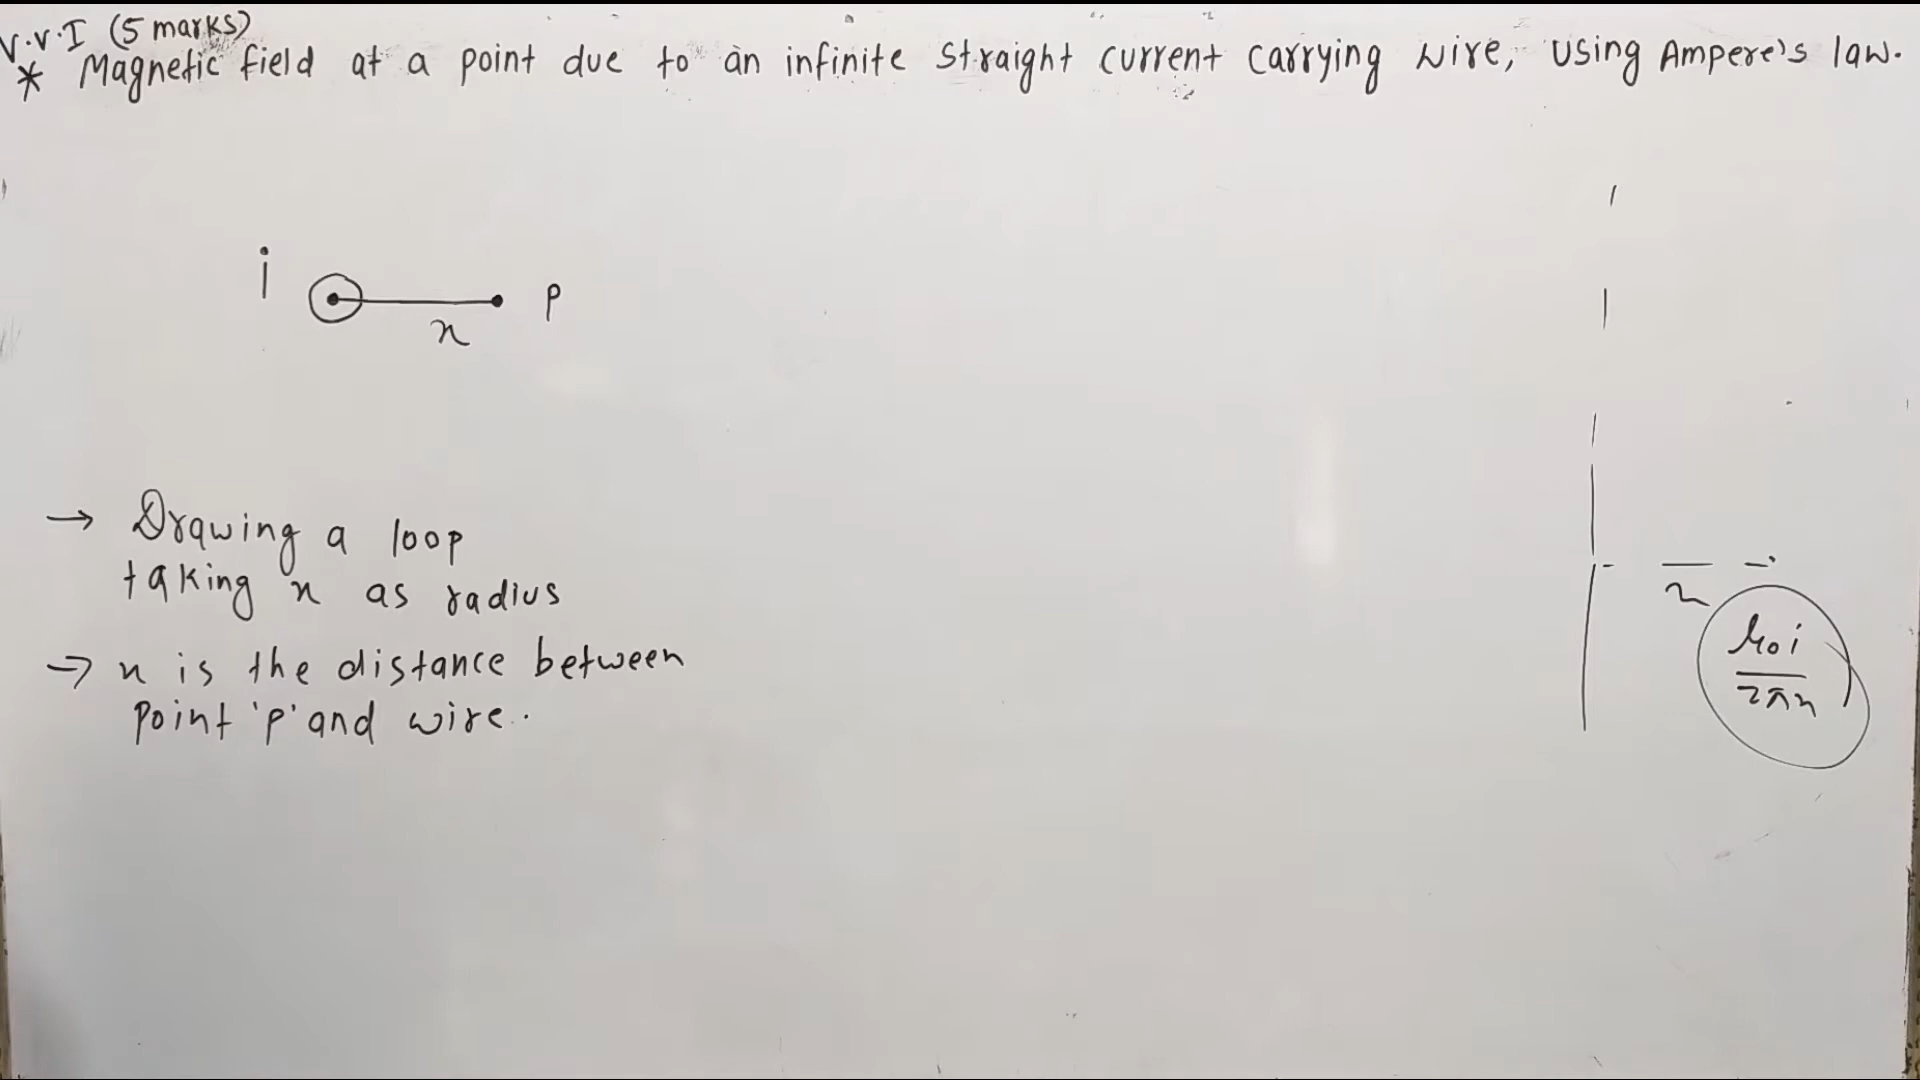 V.V.I (5 marks)
* Magnetic field at a point due to an infinite straight current carrying wire, using Ampere's law.
i
P
x
→ Drawing a loop
taking x as radius
→ x is the distance between
point 'p' and wire.
x
μ₀i
2πx